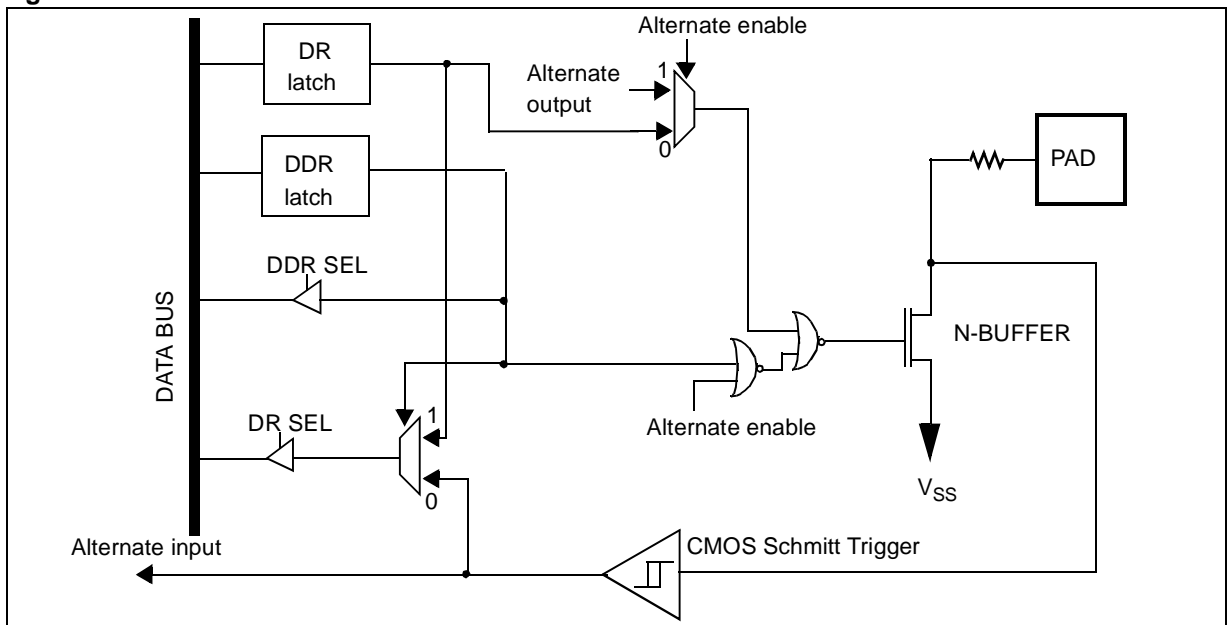 Alternate enable
DR
latch
1
Alternate
output
0
DDR
latch
PAD
DDR SEL
N-BUFFER
DATA BUS
DR SEL
1
Alternate enable
0
VSS
Alternate input
CMOS Schmitt Trigger